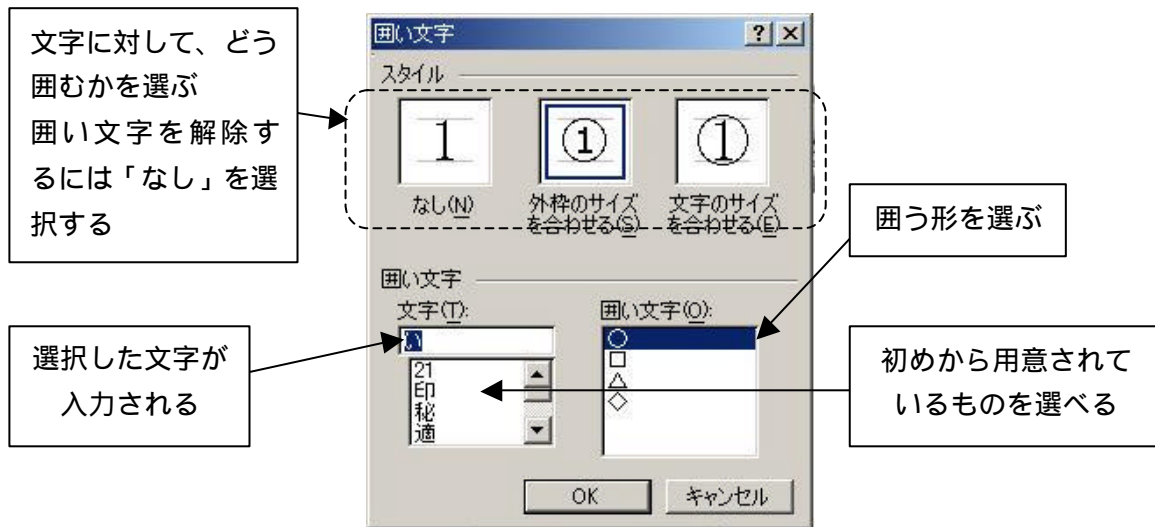 文字に対して、どう
囲むかを選ぶ
囲い文字を解除す
るには「なし」を選
択する
囲い文字
スタイル
1
①
①
なし(N)
外枠のサイズ
を合わせる(S)
文字のサイズ
を合わせる(E)
囲う形を選ぶ
囲い文字
文字(T):
い
21
印
秘
適
囲い文字(O):
○
□
△
◇
選択した文字が
入力される
初めから用意されて
いるものを選べる
OK
キャンセル